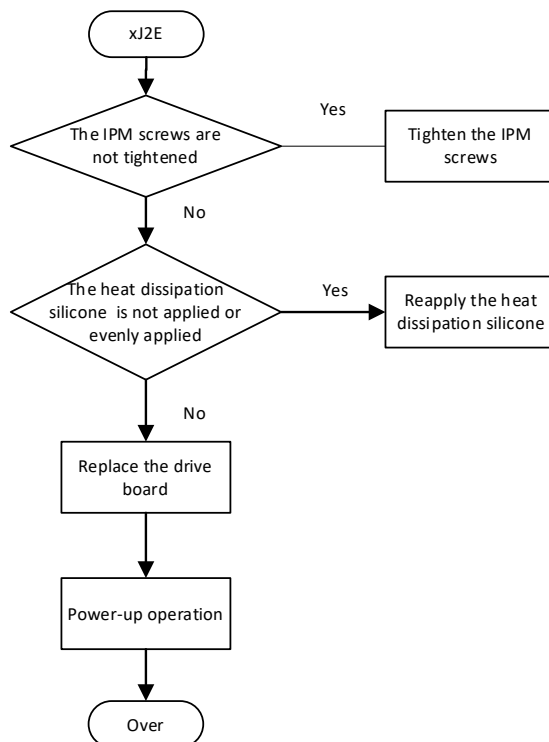 xJ2E
The IPM screws are
not tightened
Yes
Tighten the IPM
screws
No
The heat dissipation
silicone is not applied or
evenly applied
Yes
Reapply the heat
dissipation silicone
No
Replace the drive
board
Power-up operation
Over